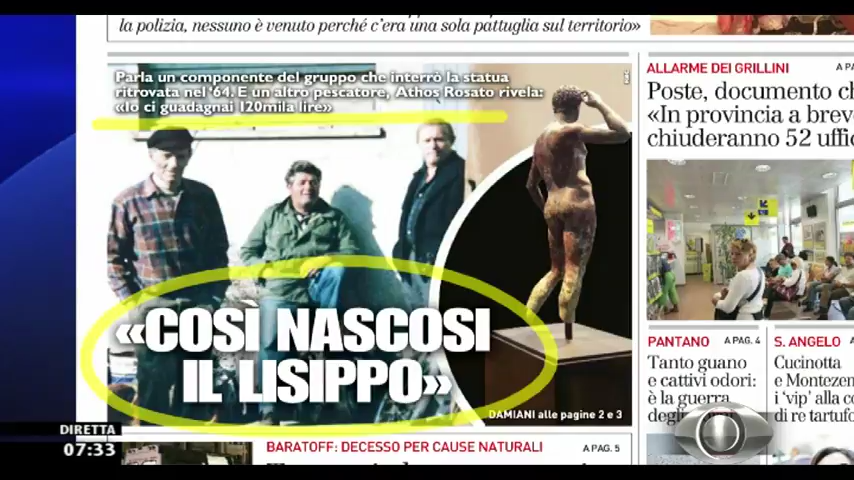 la polizia, nessuno è venuto perché c'era una sola pattuglia sul territorio»
Parla un componente del gruppo che interrò la statua
ritrovata nel '64. E un altro pescatore, Athos Rosato rivela:
«Io ci guadagnai 120mila lire»
«COSÌ NASCOSI
IL LISIPPO»
DAMIANI alle pagine 2 e 3
ALLARME DEI GRILLINI
A PA
Poste, documento ch
«In provincia a breve
chiuderanno 52 uffic
PANTANO A PAG. 4
Tanto guano
e cattivi odori:
è la guerra
S. ANGELO A PA
Cucinotta
e Montezem
i 'vip' alla co
di re tartufo
BARATOFF: DECESSO PER CAUSE NATURALI A PAG. 5
DIRETTA
07:33